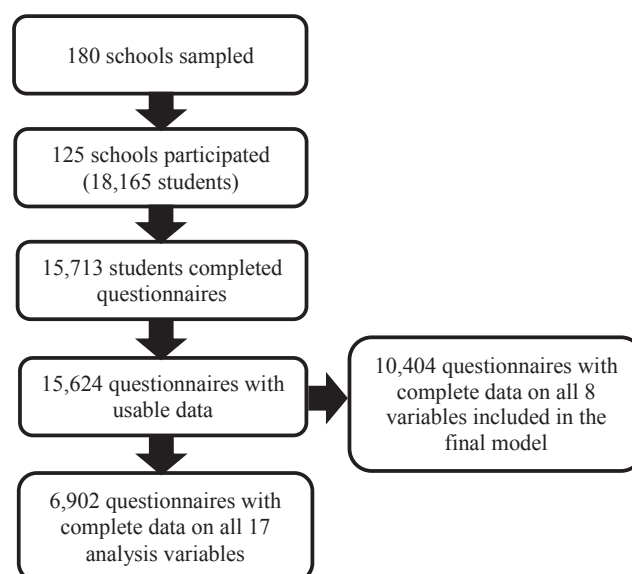 180 schools sampled
125 schools participated
(18,165 students)
15,713 students completed
questionnaires
15,624 questionnaires with
usable data
10,404 questionnaires with
complete data on all 8
variables included in the
final model
6,902 questionnaires with
complete data on all 17
analysis variables